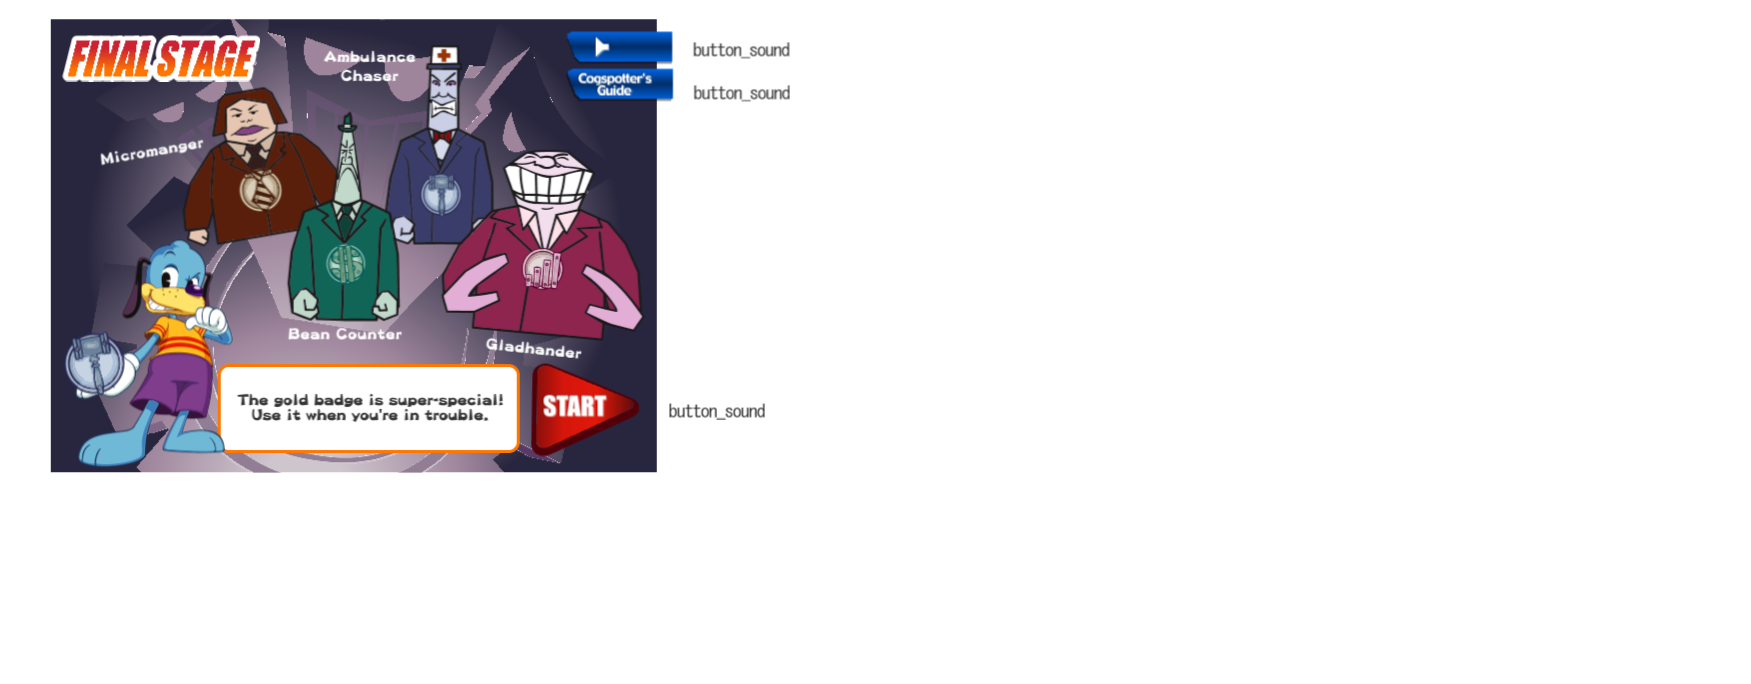 FINAL STAGE
Ambulance
Chaser
button_sound
Cogspotter's
Guide
button_sound
Micromanger
Bean Counter
Gladhander
The gold badge is super-special!
Use it when you're in trouble.
START
button_sound